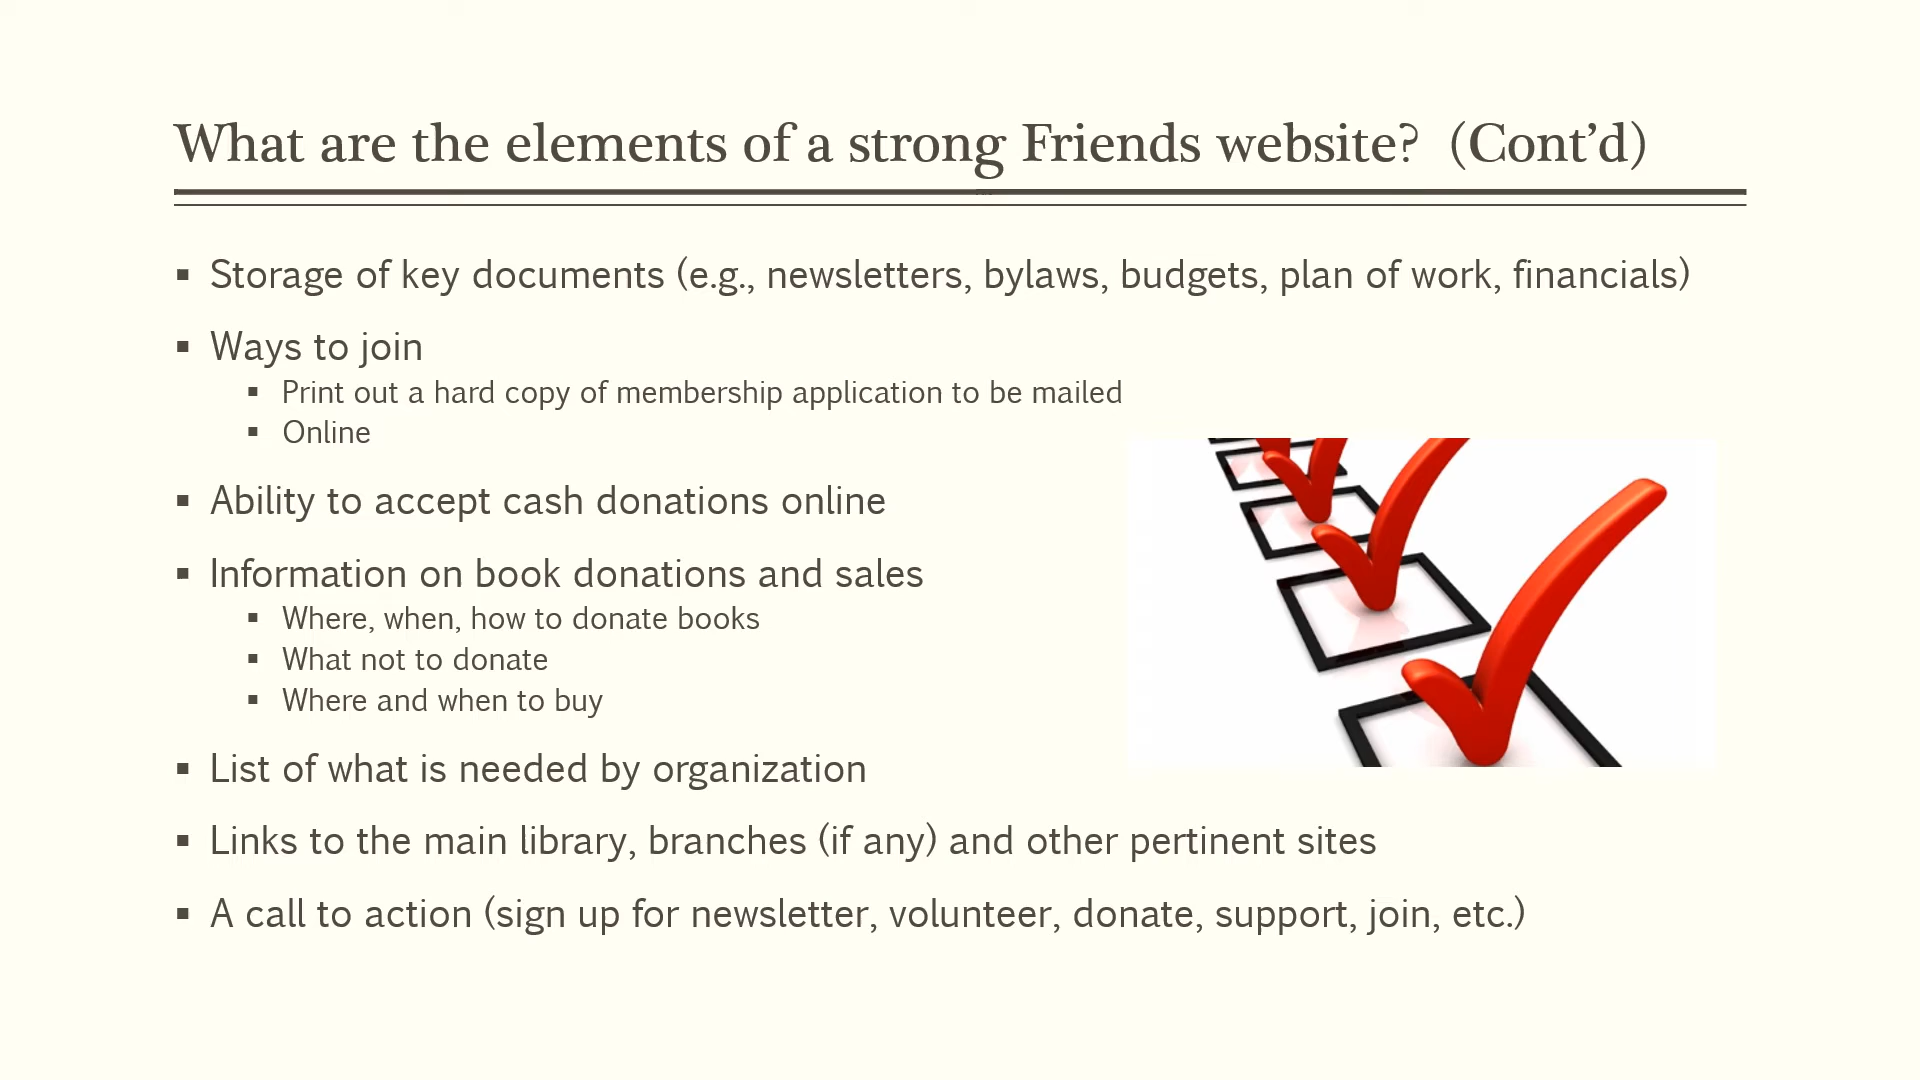 What are the elements of a strong Friends website?  (Cont’d)
▪ Storage of key documents (e.g., newsletters, bylaws, budgets, plan of work, financials)
▪ Ways to join
▪ Print out a hard copy of membership application to be mailed
▪ Online
▪ Ability to accept cash donations online
▪ Information on book donations and sales
▪ Where, when, how to donate books
▪ What not to donate
▪ Where and when to buy
▪ List of what is needed by organization
▪ Links to the main library, branches (if any) and other pertinent sites
▪ A call to action (sign up for newsletter, volunteer, donate, support, join, etc.)